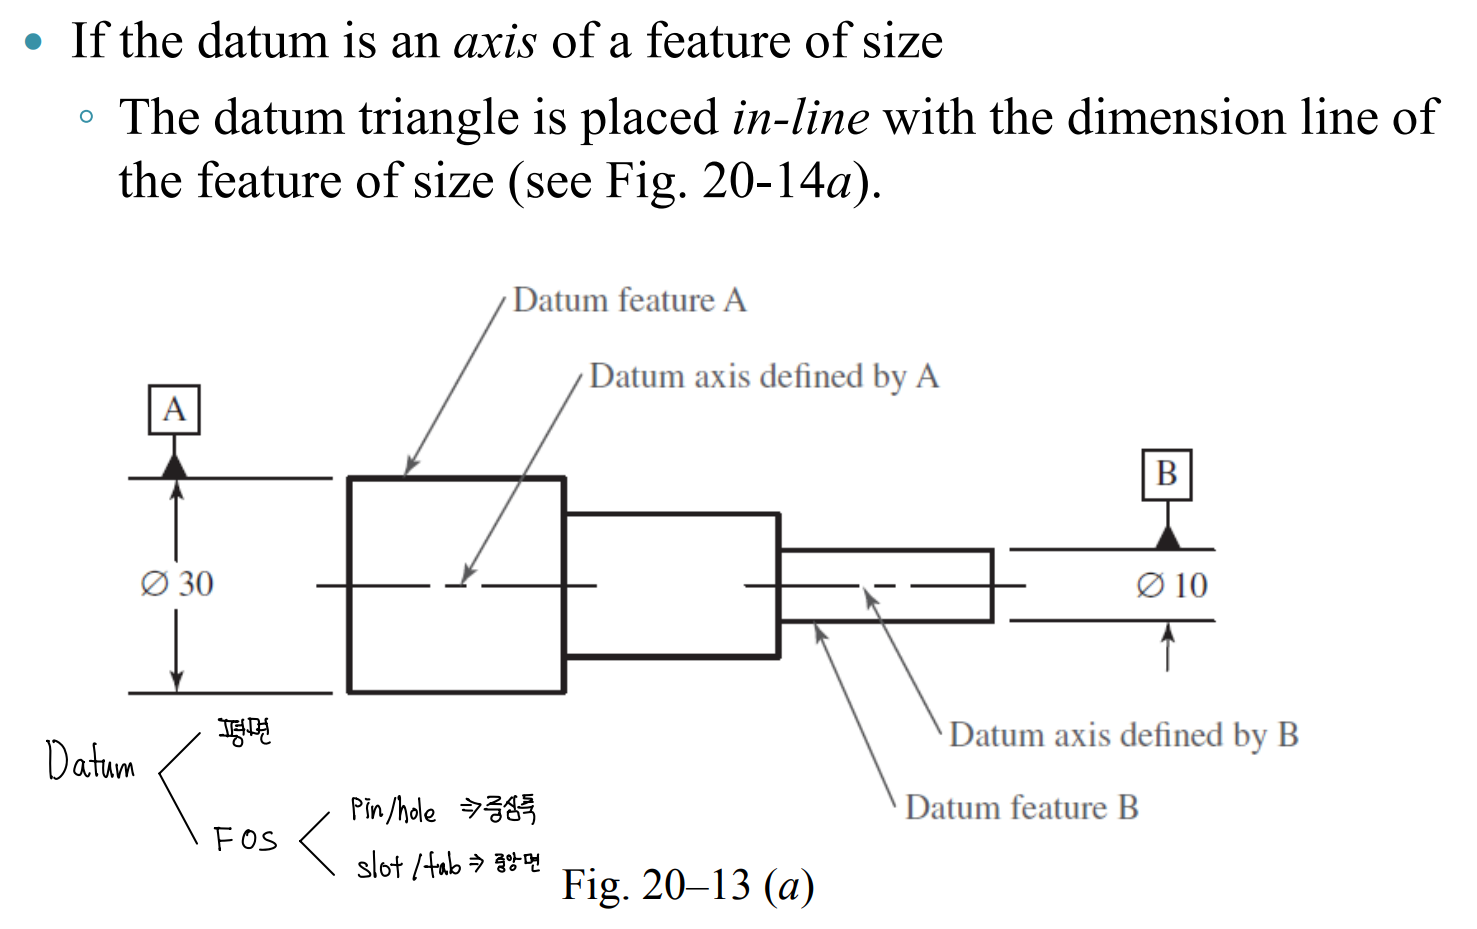 • If the datum is an axis of a feature of size
◦ The datum triangle is placed in-line with the dimension line of
the feature of size (see Fig. 20-14a).
Datum feature A
Datum axis defined by A
A
B
∅ 30
∅ 10
Datum axis defined by B
Datum feature B
Datum
평면
FOS
Pin/hole ⇒중심축
slot/tab⇒중앙면
Fig. 20–13 (a)